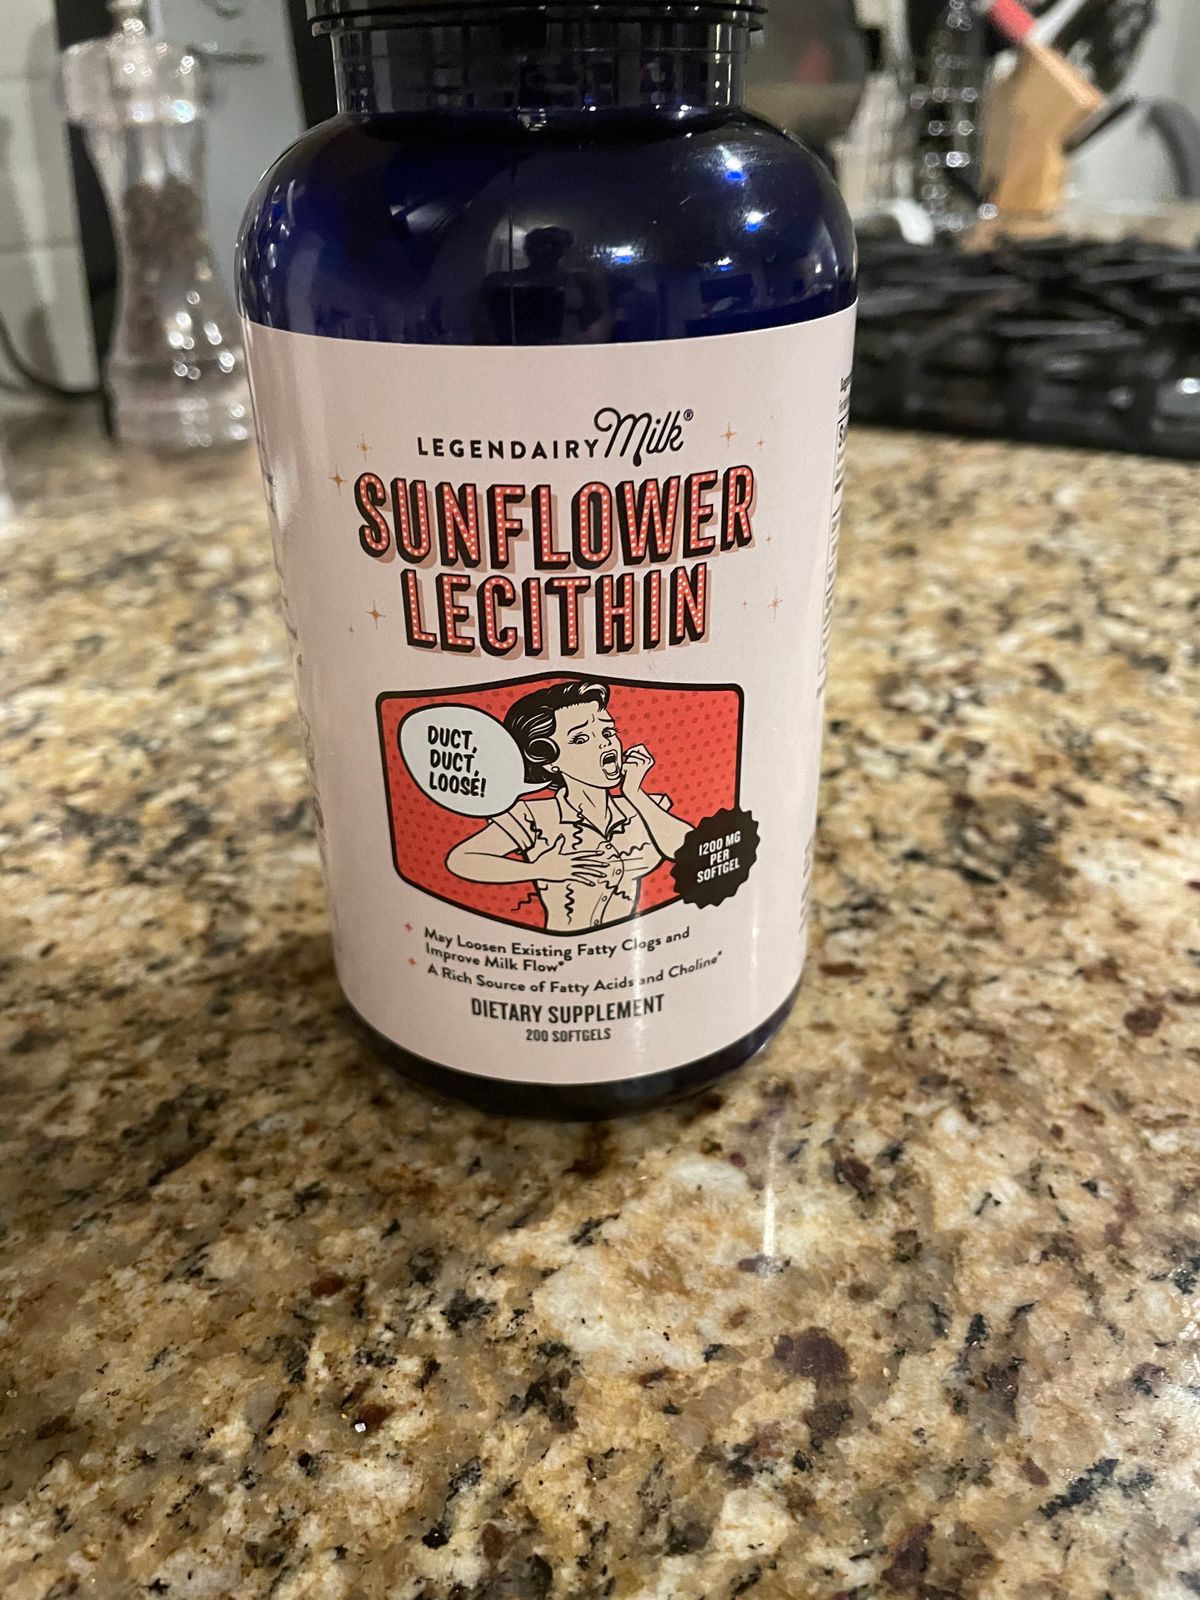 LEGENDAIRY Milk®
SUNFLOWER
LECITHIN
DUCT,
DUCT,
LOOSE!
1200 MG
PER
SOFTGEL
May Loosen Existing Fatty Clogs and
Improve Milk Flow*
A Rich Source of Fatty Acids and Choline*
DIETARY SUPPLEMENT
200 SOFTGELS